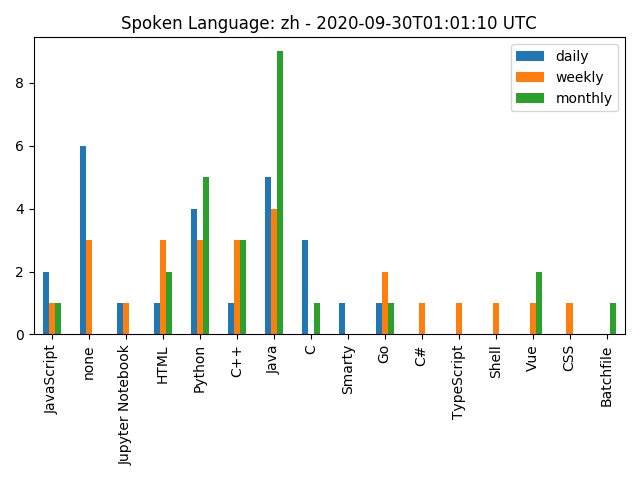 Spoken Language: zh - 2020-09-30T01:01:10 UTC
daily
weekly
monthly
8
6
4
2
0
JavaScript
none
Jupyter Notebook
HTML
Python
C++
Java
C
Smarty
Go
C#
TypeScript
Shell
Vue
CSS
Batchfile